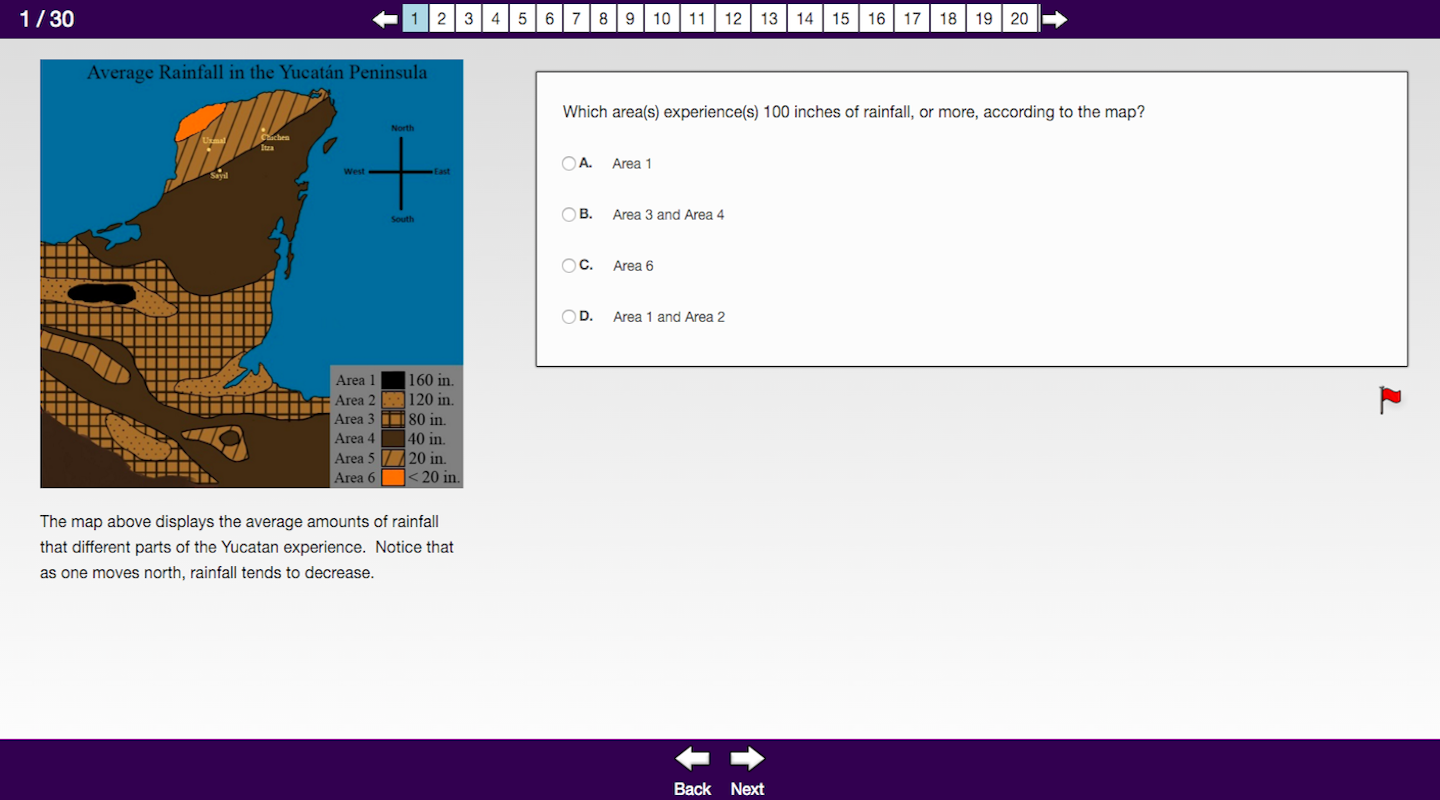 1 / 30
1 2 3 4 5 6 7 8 9 10 11 12 13 14 15 16 17 18 19 20
Average Rainfall in the Yucatán Peninsula
Uxmal
Chichen
Itza
Sayil
North
West
East
South
Area 1 160 in.
Area 2 120 in.
Area 3 80 in.
Area 4 40 in.
Area 5 20 in.
Area 6 < 20 in.
The map above displays the average amounts of rainfall
that different parts of the Yucatan experience. Notice that
as one moves north, rainfall tends to decrease.
Which area(s) experience(s) 100 inches of rainfall, or more, according to the map?
A. Area 1
B. Area 3 and Area 4
C. Area 6
D. Area 1 and Area 2
Back Next